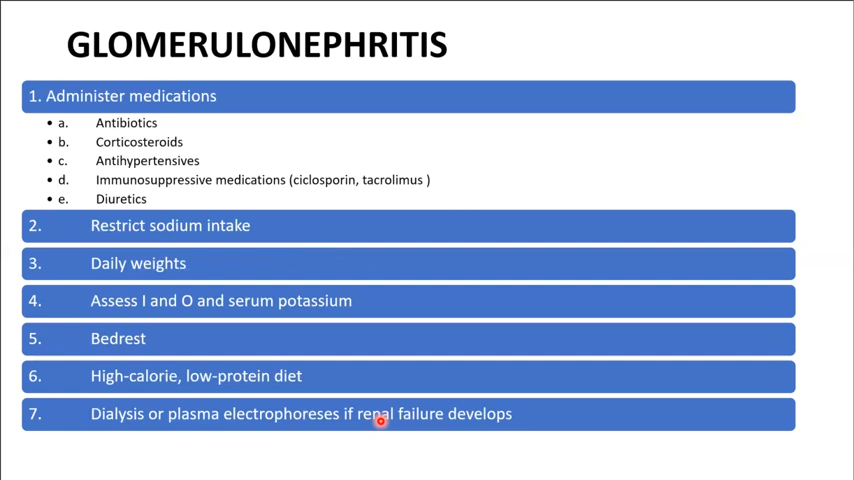 GLOMERULONEPHRITIS
1. Administer medications
• a. Antibiotics
• b. Corticosteroids
• c. Antihypertensives
• d. Immunosuppressive medications (ciclosporin, tacrolimus )
• e. Diuretics
2. Restrict sodium intake
3. Daily weights
4. Assess I and O and serum potassium
5. Bedrest
6. High-calorie, low-protein diet
7. Dialysis or plasma electrophoreses if renal failure develops